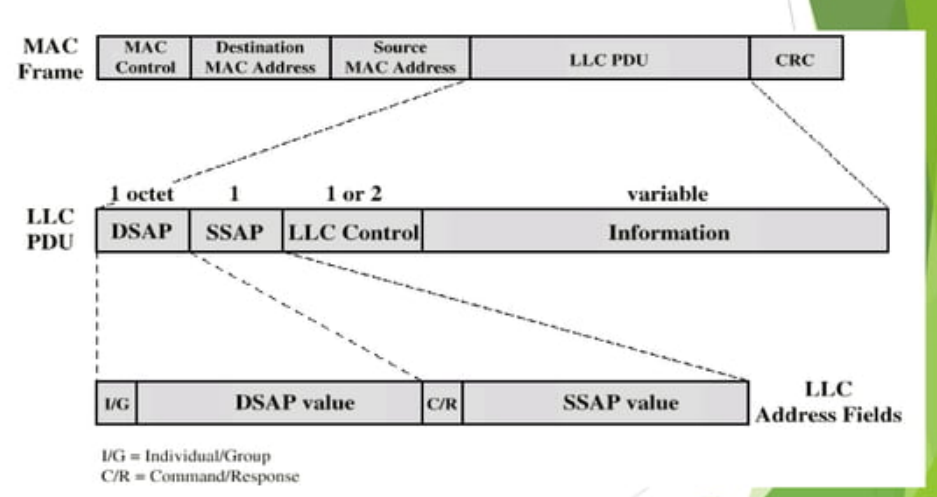 MAC
Frame
MAC
Control
Destination
MAC Address
Source
MAC Address
LLC PDU
CRC
1 octet
1
1 or 2
variable
LLC
PDU
DSAP
SSAP
LLC Control
Information
I/G
DSAP value
C/R
SSAP value
LLC
Address Fields
I/G = Individual/Group
C/R = Command/Response